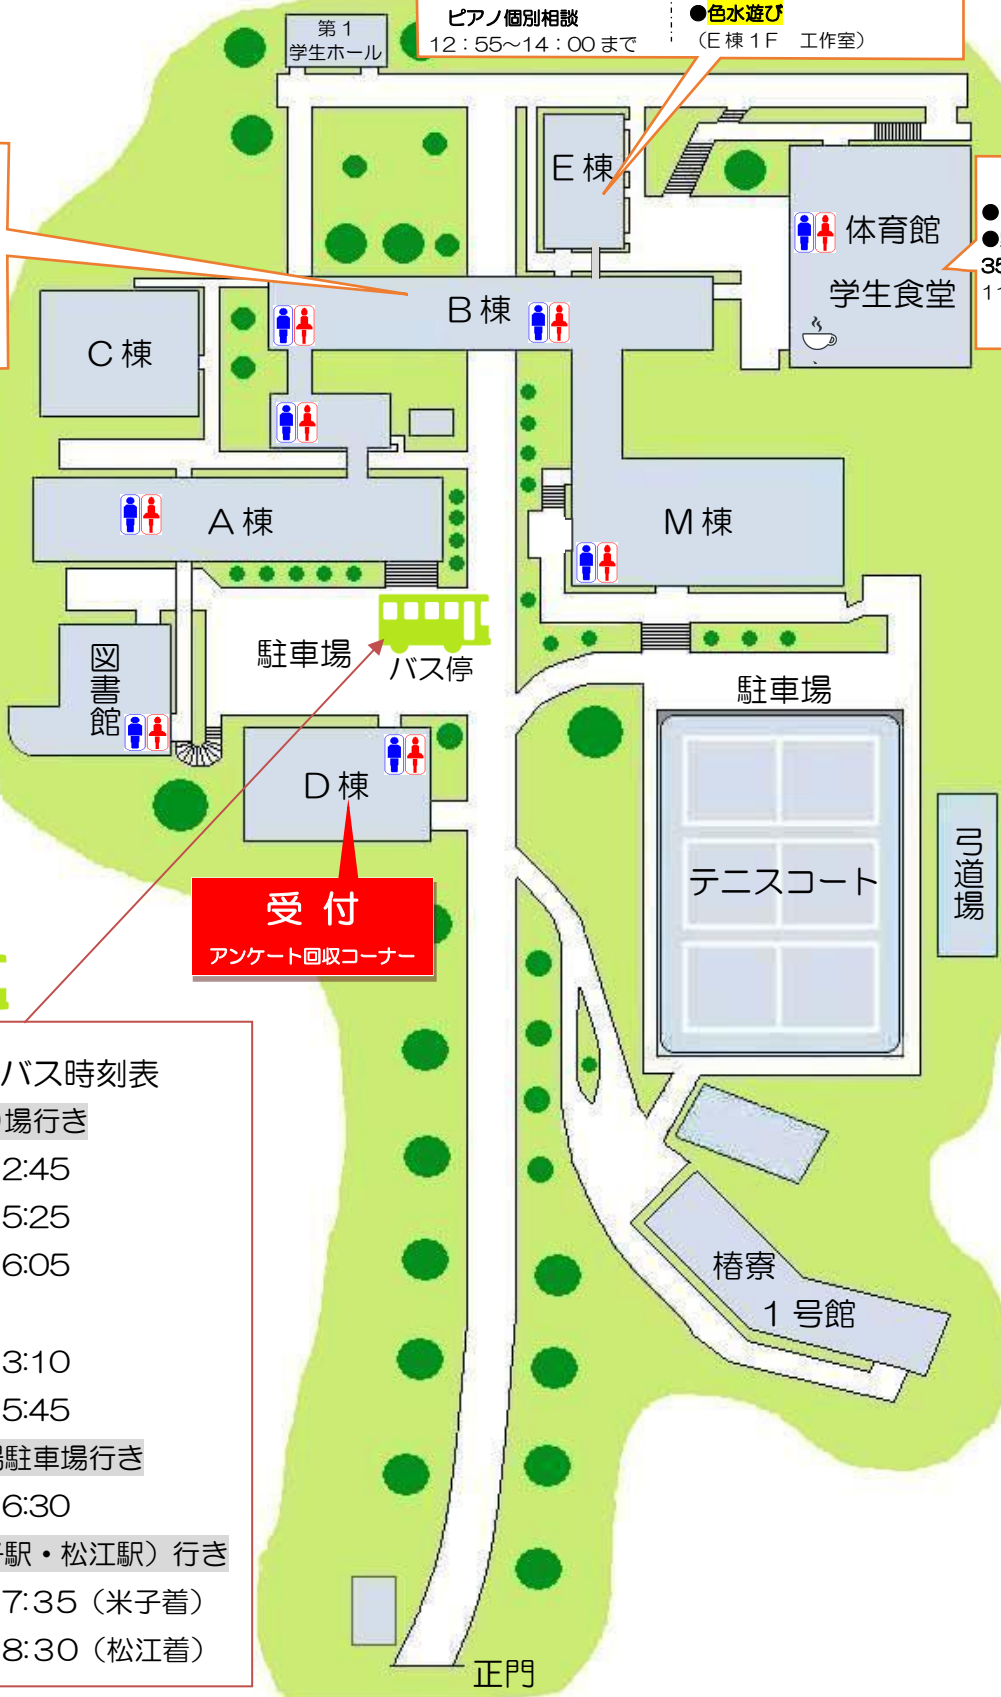 ピアノ個別相談
12：55～14：00まで
●色水遊び
（E棟1F　工作室）
第1
学生ホール
E棟
体育館
学生食堂
●
●
35
11
B棟
C棟
A棟
M棟
図書館
駐車場
バス停
駐車場
D棟
受付
アンケート回収コーナー
テニスコート
弓道場
バス時刻表
場行き
2:45
5:25
6:05
3:10
5:45
駐車場行き
6:30
駅・松江駅）行き
7:35（米子着）
8:30（松江着）
椿寮
1号館
正門